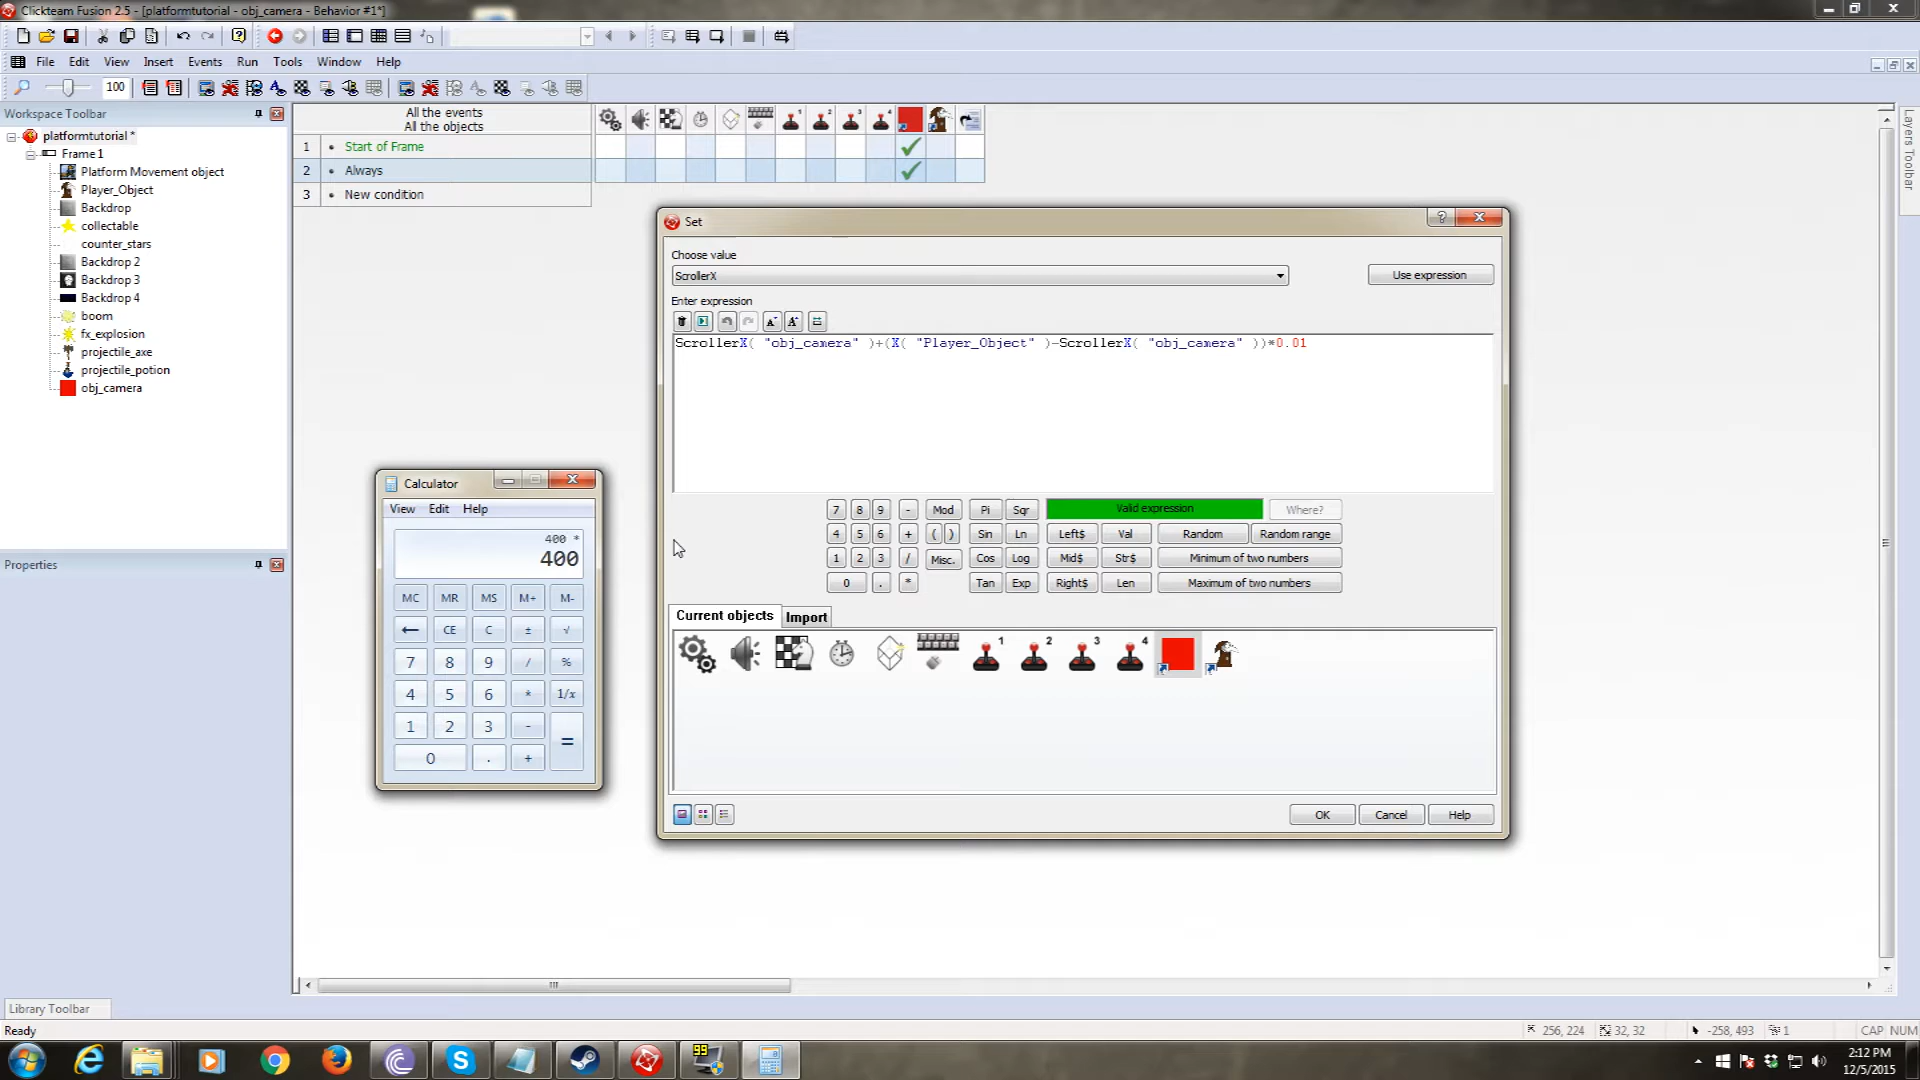 Clickteam Fusion 2.5 - [platformtutorial - obj_camera - Behavior #1*]
File Edit View Insert Events Run Tools Window Help
100
Workspace Toolbar
platformtutorial *
Frame 1
Platform Movement object
Player_Object
Backdrop
collectable
counter_stars
Backdrop 2
Backdrop 3
Backdrop 4
boom
fx_explosion
projectile_axe
projectile_potion
obj_camera
Properties
Library Toolbar
Layers Toolbar
All the events
All the objects
1 • Start of Frame
2 • Always
3 • New condition
Set
Choose value
ScrollerX
Use expression
Enter expression
ScrollerX( "obj_camera" )+(X( "Player_Object" )-ScrollerX( "obj_camera" ))*0.01
7 8 9 - Mod Pi Sqr Valid expression Where?
4 5 6 + ( ) Sin Ln Left$ Val Random Random range
1 2 3 / Misc. Cos Log Mid$ Str$ Minimum of two numbers
0 . * Tan Exp Right$ Len Maximum of two numbers
Current objects Import
1 2 3 4
OK Cancel Help
Calculator
View Edit Help
400 *
400
MC MR MS M+ M-
← CE C ± √
7 8 9 / %
4 5 6 * 1/x
1 2 3 - =
0 . +
Ready
256, 224 32, 32 -258, 493 1 CAP NUM
99
2:12 PM
12/5/2015